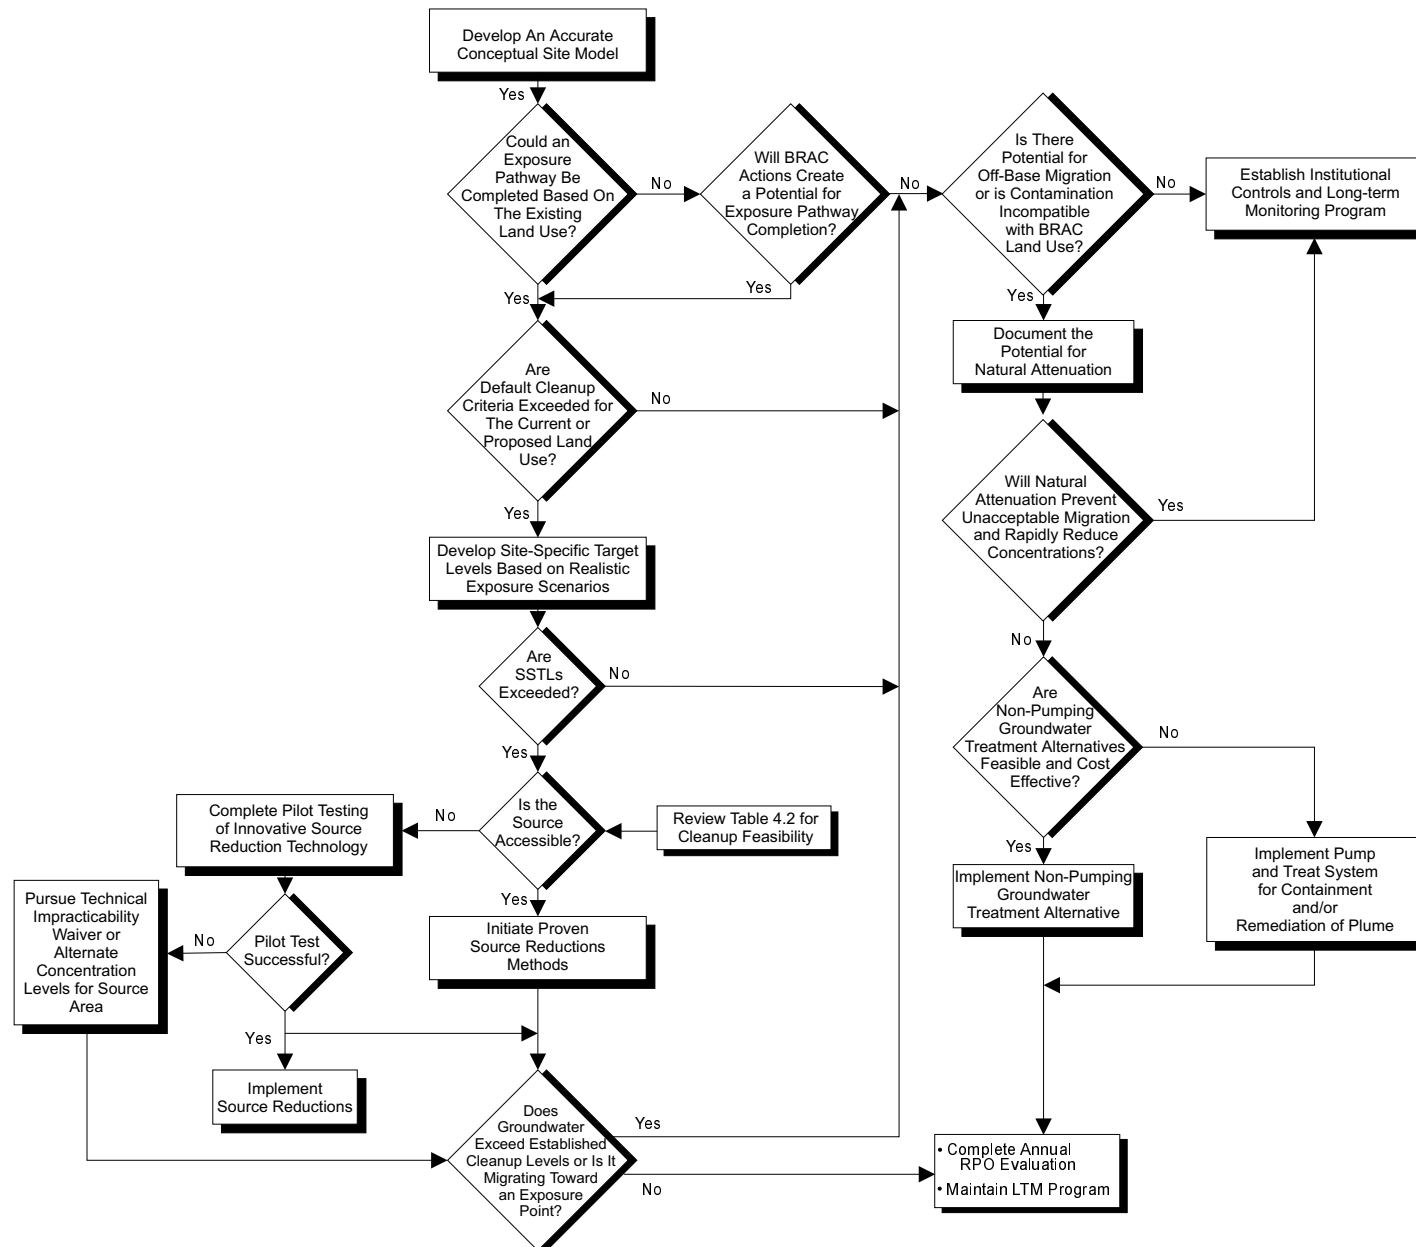 Develop An Accurate
Conceptual Site Model
Yes
Could an
Exposure
Pathway Be
Completed Based On
The Existing
Land Use?
No
Will BRAC
Actions Create
a Potential for
Exposure Pathway
Completion?
No
Is There
Potential for
Off-Base Migration
or is Contamination
Incompatible
with BRAC
Land Use?
No
Establish Institutional
Controls and Long-term
Monitoring Program
Yes
Yes
Yes
Document the
Potential for
Natural Attenuation
Are
Default Cleanup
Criteria Exceeded for
The Current or
Proposed Land
Use?
No
Will Natural
Attenuation Prevent
Unacceptable Migration
and Rapidly Reduce
Concentrations?
Yes
Yes
Develop Site-Specific Target
Levels Based on Realistic
Exposure Scenarios
No
Are
SSTLs
Exceeded?
No
Are
Non-Pumping
Groundwater
Treatment Alternatives
Feasible and Cost
Effective?
No
Yes
Complete Pilot Testing
of Innovative Source
Reduction Technology
No
Is the
Source
Accessible?
Review Table 4.2 for
Cleanup Feasibility
Yes
Implement Non-Pumping
Groundwater
Treatment Alternative
Implement Pump
and Treat System
for Containment
and/or
Remediation of Plume
Pursue Technical
Impracticability
Waiver or
Alternate
Concentration
Levels for Source
Area
No
Pilot Test
Successful?
Yes
Initiate Proven
Source Reductions
Methods
Yes
Implement
Source Reductions
Does
Groundwater
Exceed Established
Cleanup Levels or Is It
Migrating Toward
an Exposure
Point?
Yes
No
• Complete Annual
RPO Evaluation
• Maintain LTM Program